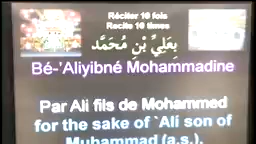 Réciter 10 fois
Recite 10 times
بِعَلِيِّ بْنِ مُحَمَّدٍ
Bé-'Aliyibné Mohammadine
Par Ali fils de Mohammed
for the sake of `Ali son of
Muhammad (a.s.),